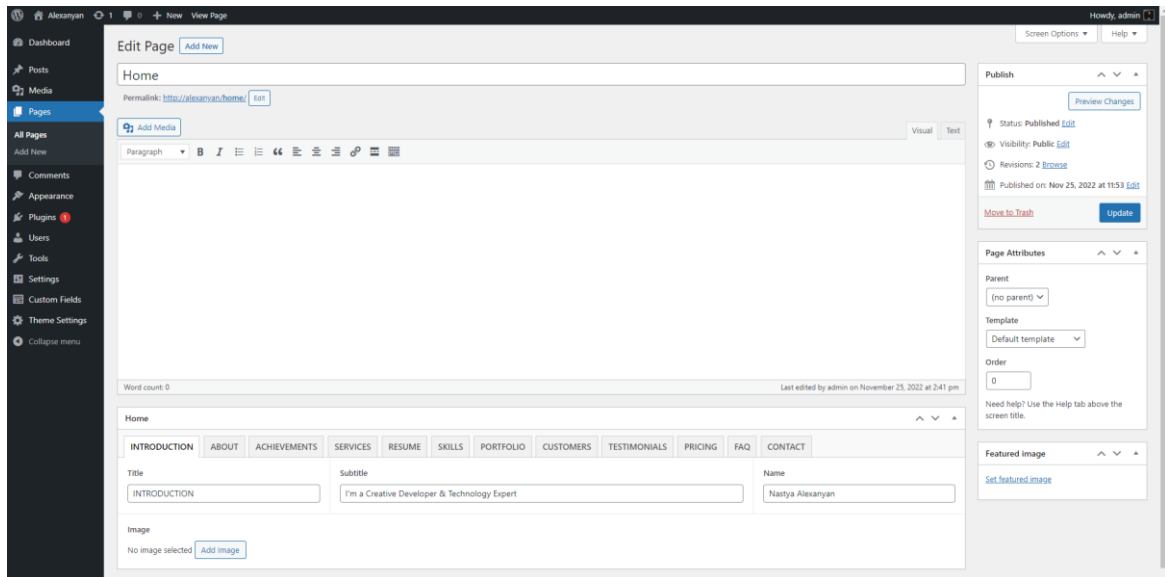 Alexanyan 1 0 + New View Page Howdy, admin
Dashboard
Posts
Media
Pages
All Pages
Add New
Comments
Appearance
Plugins 1
Users
Tools
Settings
Custom Fields
Theme Settings
Collapse menu
Screen Options Help
Edit Page Add New
Home
Permalink: http://alexanyan/home/ Edit
Add Media
Visual Text
Paragraph B I
Word count: 0 Last edited by admin on November 25, 2022 at 2:41 pm
Home
INTRODUCTION ABOUT ACHIEVEMENTS SERVICES RESUME SKILLS PORTFOLIO CUSTOMERS TESTIMONIALS PRICING FAQ CONTACT
Title Subtitle Name
INTRODUCTION I'm a Creative Developer & Technology Expert Nastya Alexanyan
Image
No image selected Add Image
Publish
Preview Changes
Status: Published Edit
Visibility: Public Edit
Revisions: 2 Browse
Published on: Nov 25, 2022 at 11:53 Edit
Move to Trash Update
Page Attributes
Parent
(no parent)
Template
Default template
Order
0
Need help? Use the Help tab above the
screen title.
Featured image
Set featured image